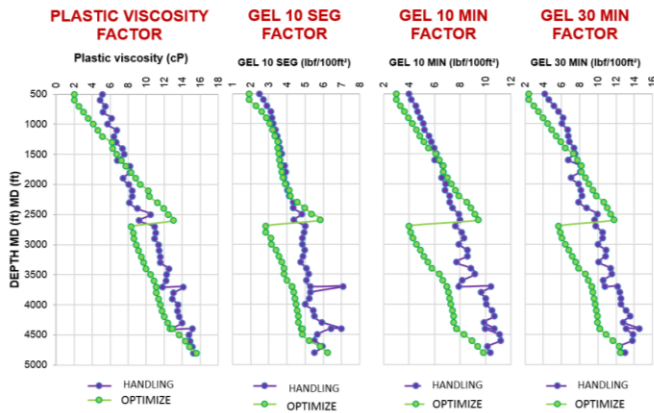 PLASTIC VISCOSITY FACTOR
Plastic viscosity (cP)
0 2 4 6 8 10 12 14 16 18
GEL 10 SEG FACTOR
GEL 10 SEG (lbf/100ft²)
1 2 3 4 5 6 7 8
GEL 10 MIN FACTOR
GEL 10 MIN (lbf/100ft²)
2 4 6 8 10 12
GEL 30 MIN FACTOR
GEL 30 MIN (lbf/100ft²)
2 4 6 8 10 12 14 16
DEPTH MD (ft) MD (ft)
500
1000
1500
2000
2500
3000
3500
4000
4500
5000
HANDLING
OPTIMIZE
HANDLING
OPTIMIZE
HANDLING
OPTIMIZE
HANDLING
OPTIMIZE